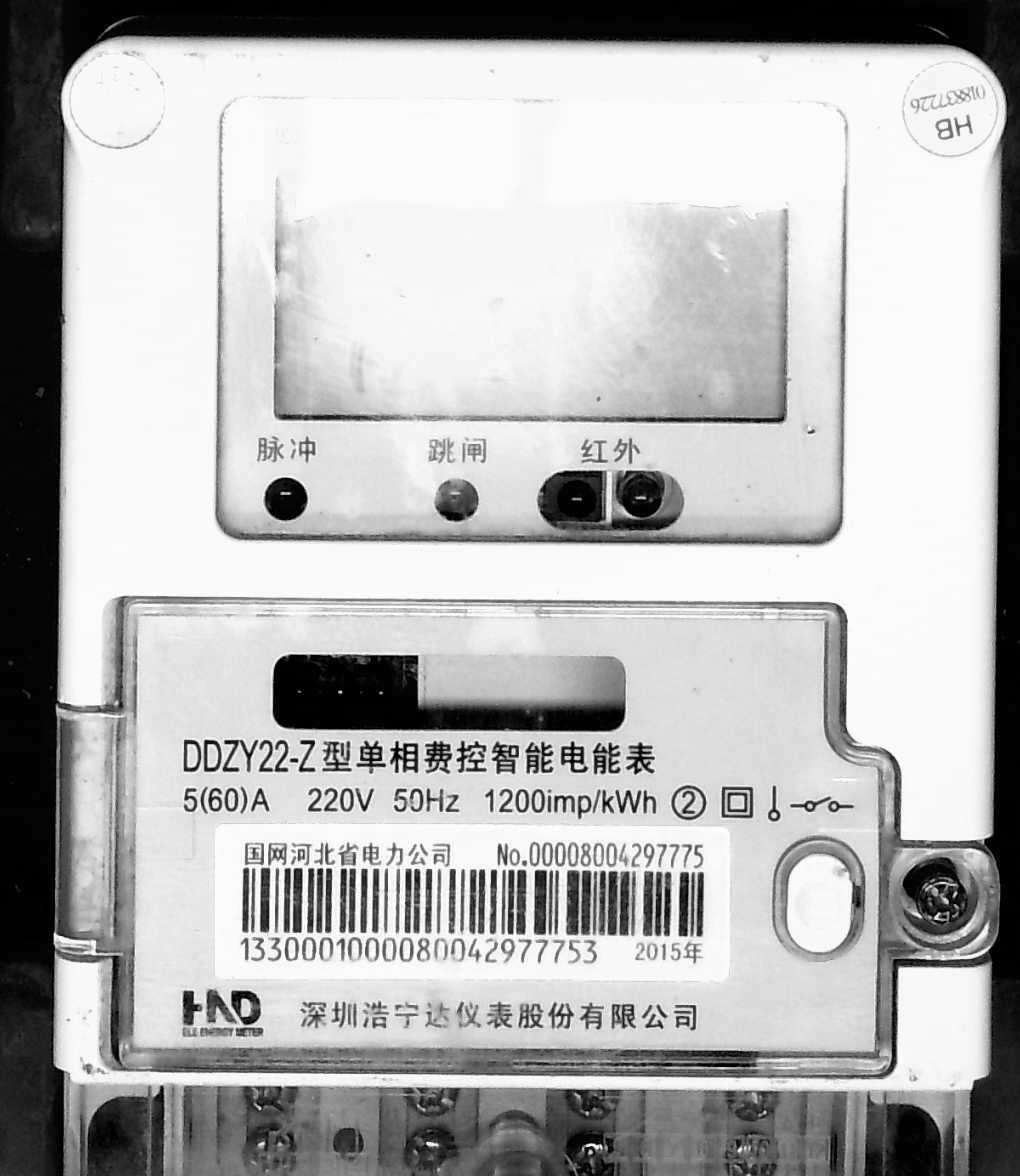 HB
018837226
脉冲 跳闸 红外
DDZY22-Z型单相费控智能电能表
5(60)A 220V 50Hz 1200imp/kWh ②
国网河北省电力公司 No.00008004297775
1330001000080042977753 2015年
HND 深圳浩宁达仪表股份有限公司
ELE ENERGY METER